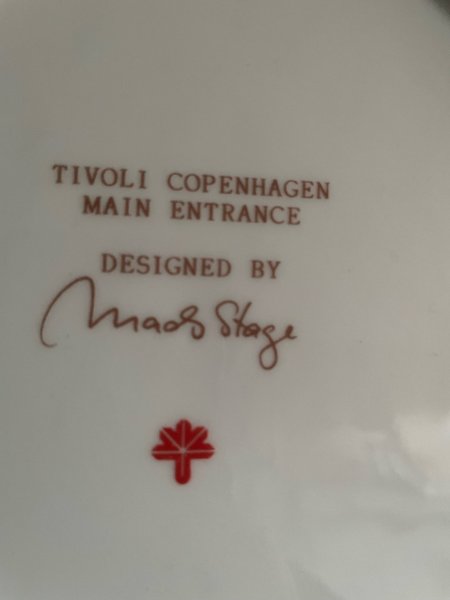 TIVOLI COPENHAGEN
MAIN ENTRANCE
DESIGNED BY
Mads Stage